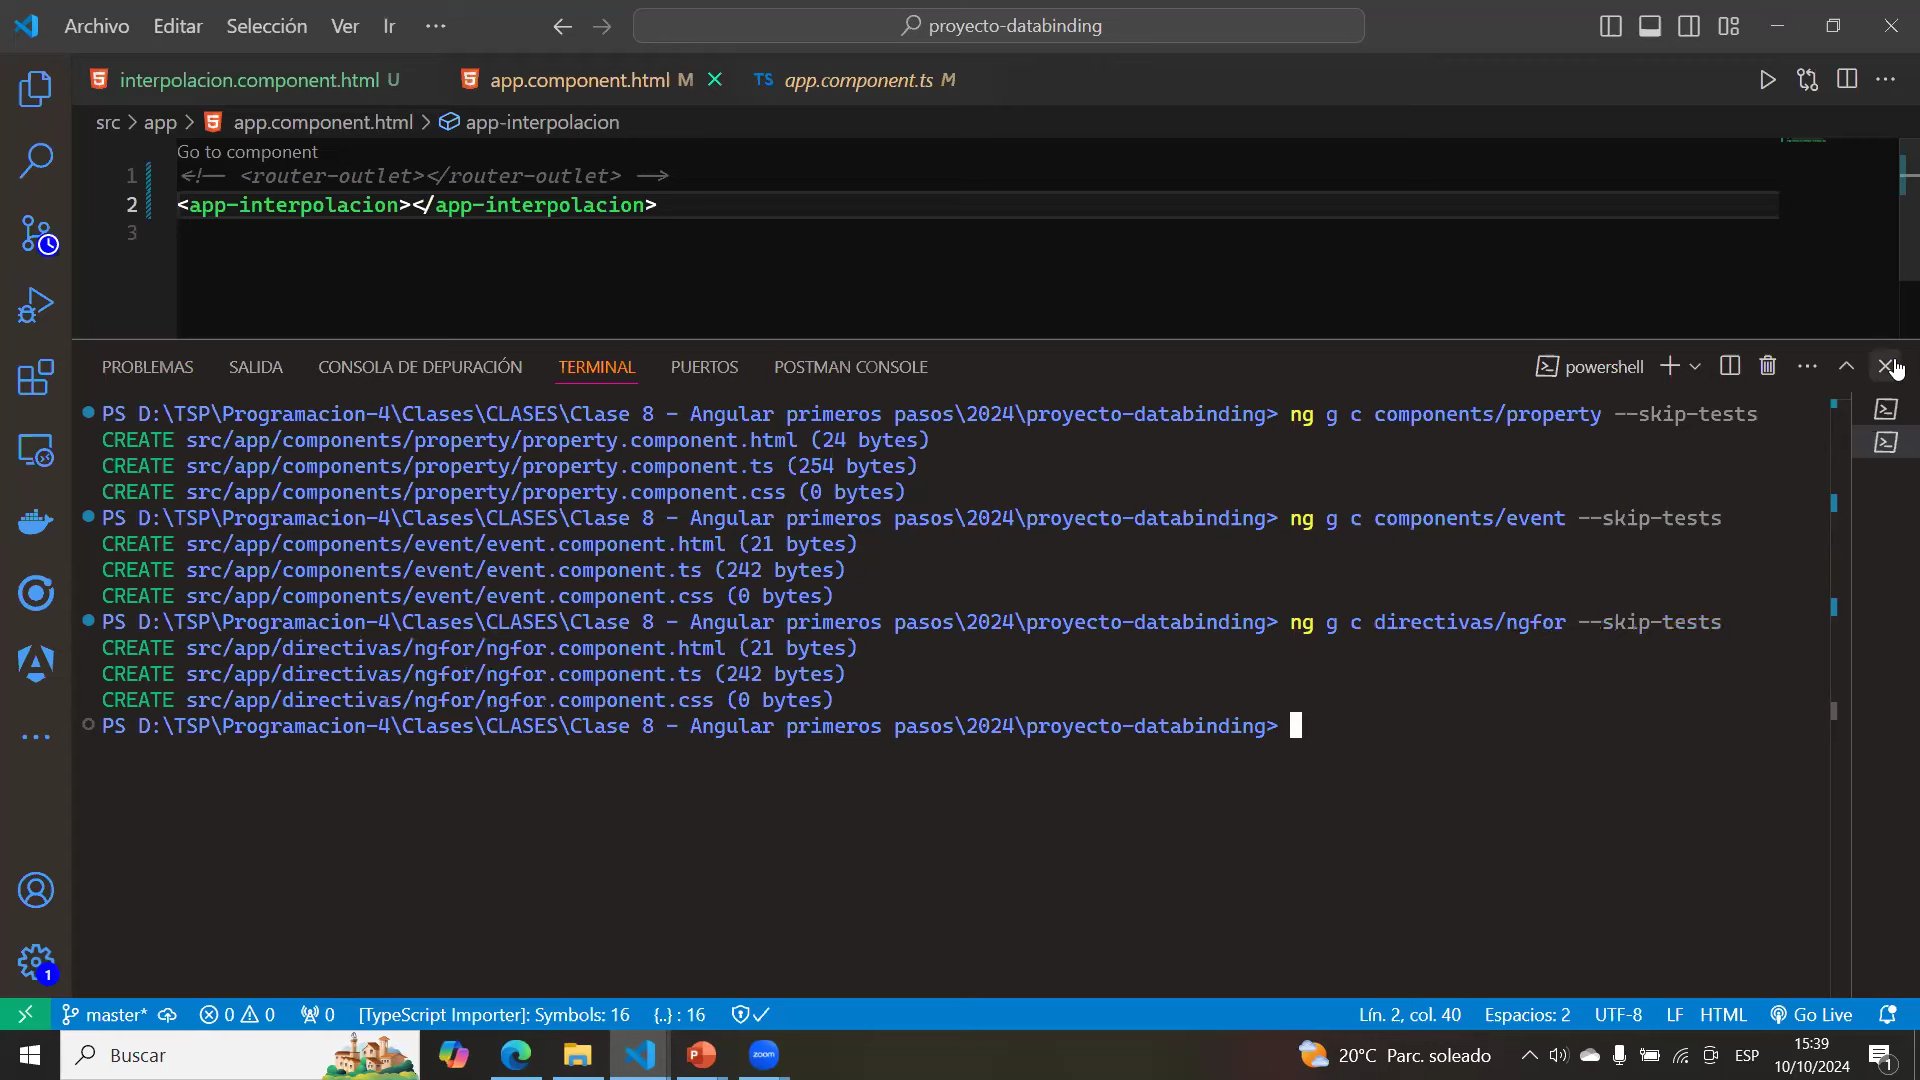 Archivo Editar Selección Ver Ir ··· proyecto-databinding
interpolacion.component.html U app.component.html M TS app.component.ts M
src > app > app.component.html > app-interpolacion
Go to component
1 <!-- <router-outlet></router-outlet> -->
2 <app-interpolacion></app-interpolacion>
3
PROBLEMAS SALIDA CONSOLA DE DEPURACIÓN TERMINAL PUERTOS POSTMAN CONSOLE powershell
PS D:\TSP\Programacion-4\Clases\CLASES\Clase 8 - Angular primeros pasos\2024\proyecto-databinding> ng g c components/property --skip-tests
CREATE src/app/components/property/property.component.html (24 bytes)
CREATE src/app/components/property/property.component.ts (254 bytes)
CREATE src/app/components/property/property.component.css (0 bytes)
PS D:\TSP\Programacion-4\Clases\CLASES\Clase 8 - Angular primeros pasos\2024\proyecto-databinding> ng g c components/event --skip-tests
CREATE src/app/components/event/event.component.html (21 bytes)
CREATE src/app/components/event/event.component.ts (242 bytes)
CREATE src/app/components/event/event.component.css (0 bytes)
PS D:\TSP\Programacion-4\Clases\CLASES\Clase 8 - Angular primeros pasos\2024\proyecto-databinding> ng g c directivas/ngfor --skip-tests
CREATE src/app/directivas/ngfor/ngfor.component.html (21 bytes)
CREATE src/app/directivas/ngfor/ngfor.component.ts (242 bytes)
CREATE src/app/directivas/ngfor/ngfor.component.css (0 bytes)
PS D:\TSP\Programacion-4\Clases\CLASES\Clase 8 - Angular primeros pasos\2024\proyecto-databinding>
1
master* 0 0 0 [TypeScript Importer]: Symbols: 16 {..} : 16 Lín. 2, col. 40 Espacios: 2 UTF-8 LF HTML Go Live
Buscar zoom 20°C Parc. soleado ESP 15:39
10/10/2024 1